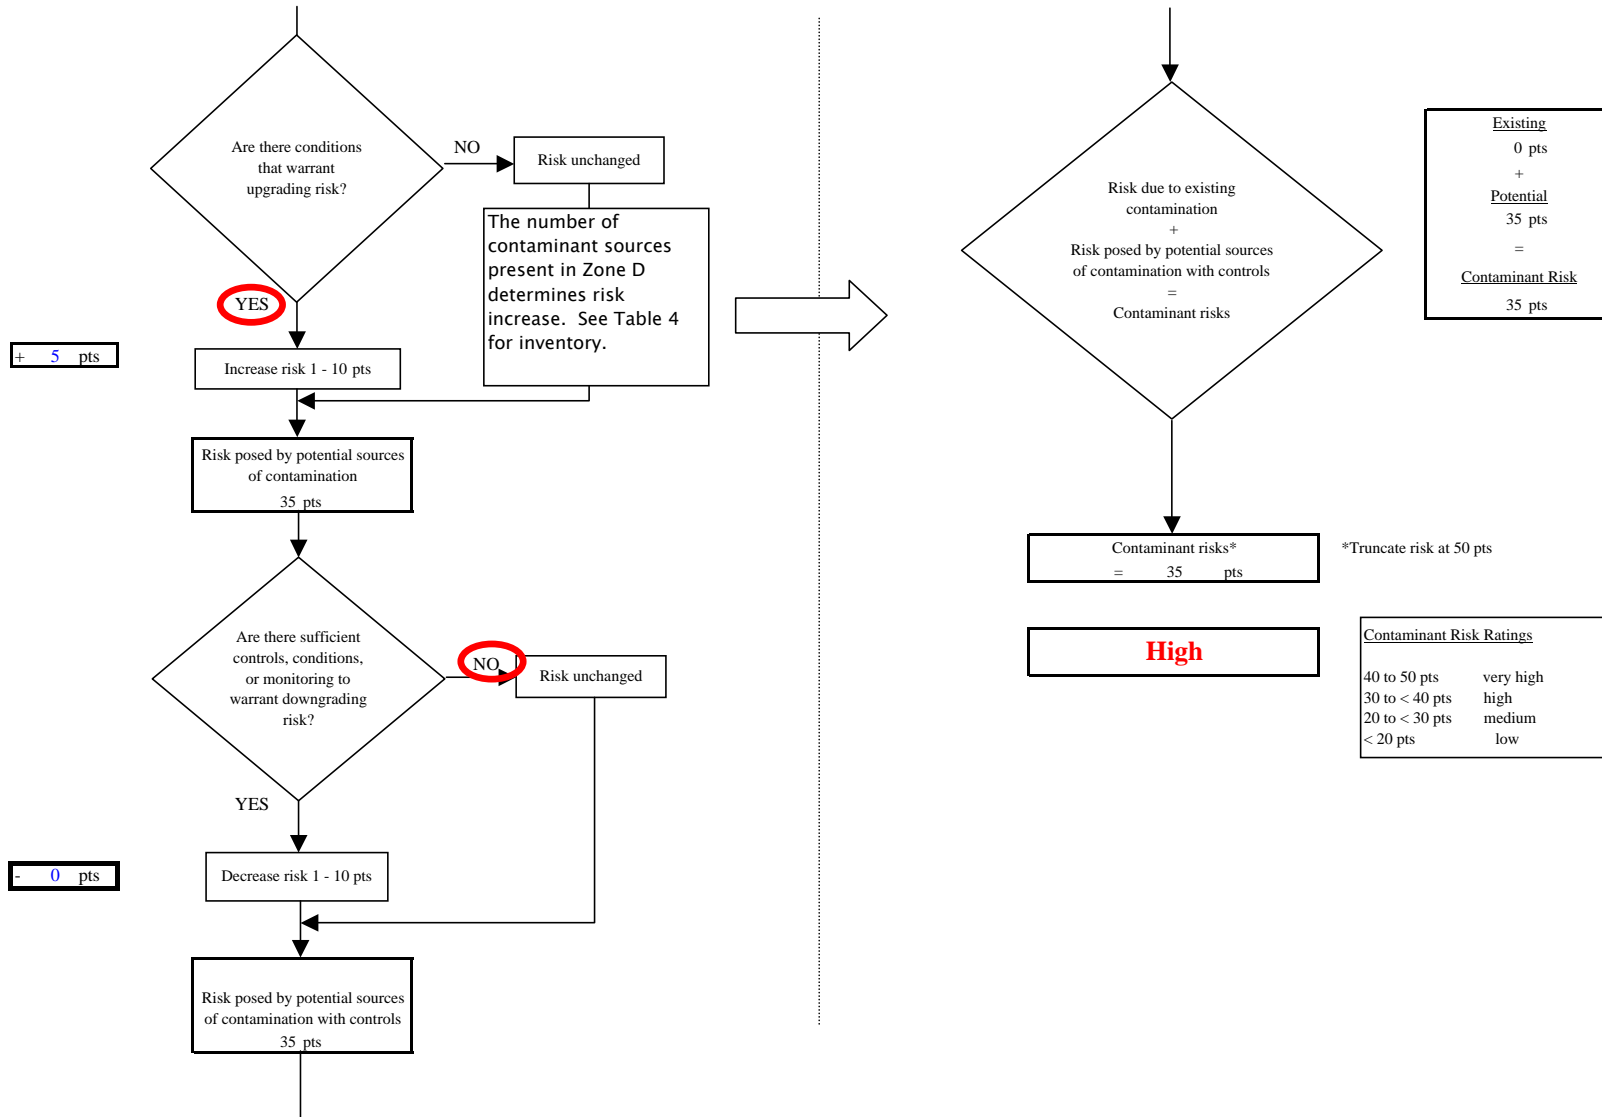 Are there conditions
that warrant
upgrading risk?
NO
Risk unchanged
The number of
contaminant sources
present in Zone D
determines risk
increase. See Table 4
for inventory.
YES
+ 5 pts
Increase risk 1 - 10 pts
Risk posed by potential sources
of contamination
35 pts
Are there sufficient
controls, conditions,
or monitoring to
warrant downgrading
risk?
NO
Risk unchanged
YES
- 0 pts
Decrease risk 1 - 10 pts
Risk posed by potential sources
of contamination with controls
35 pts
Risk due to existing
contamination
+
Risk posed by potential sources
of contamination with controls
=
Contaminant risks
Existing
0 pts
+
Potential
35 pts
=
Contaminant Risk
35 pts
Contaminant risks*
= 35 pts
*Truncate risk at 50 pts
High
Contaminant Risk Ratings
40 to 50 pts very high
30 to < 40 pts high
20 to < 30 pts medium
< 20 pts low